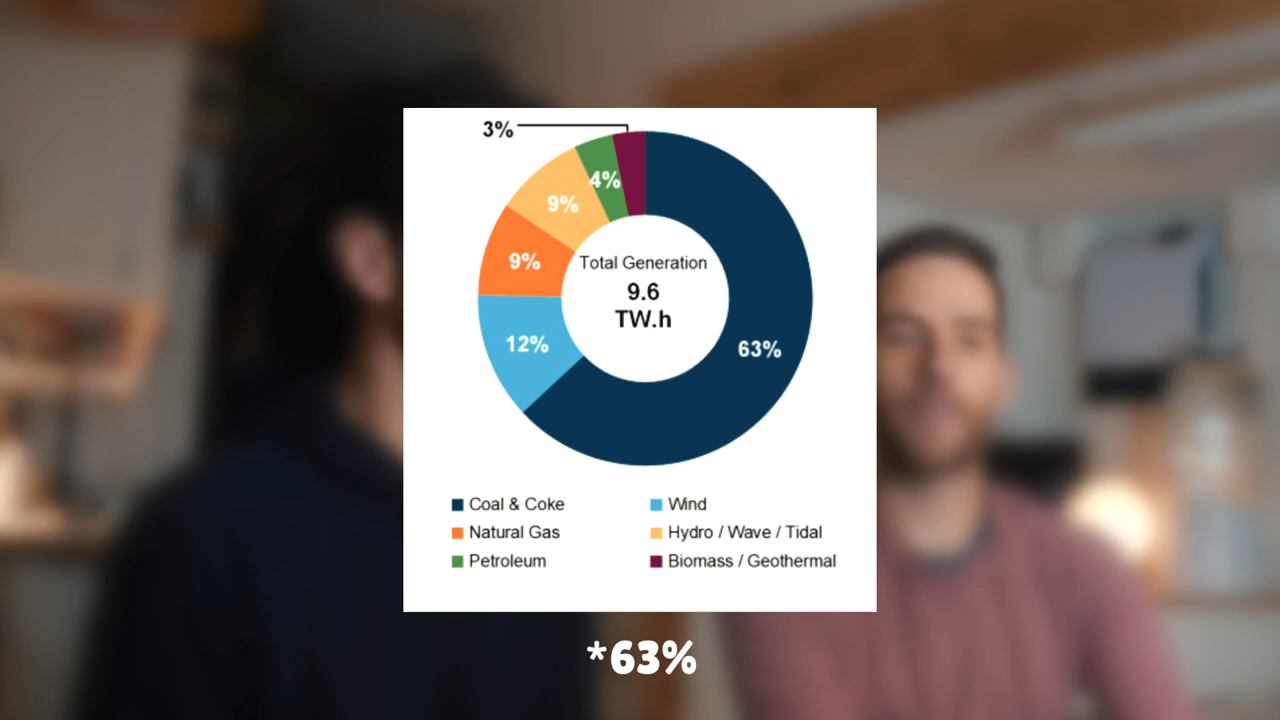 3%
4%
9%
9%
12%
63%
Total Generation
9.6
TW.h
Coal & Coke
Wind
Natural Gas
Hydro / Wave / Tidal
Petroleum
Biomass / Geothermal
*63%